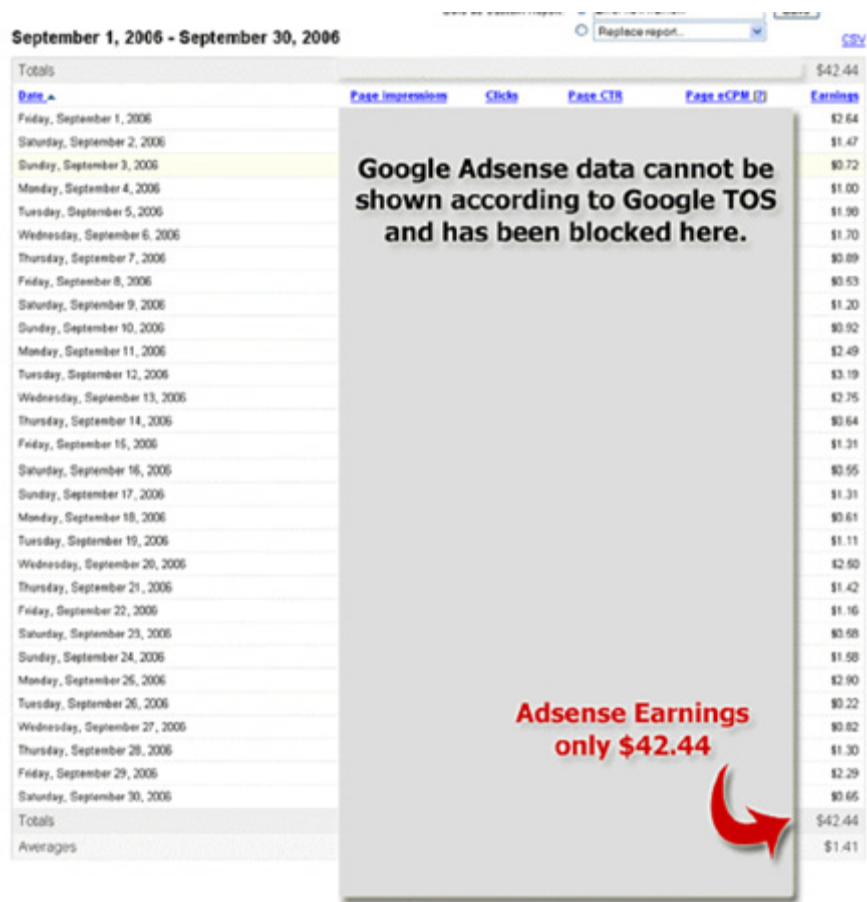 September 1, 2006 - September 30, 2006
Replace report...
CSV
Totals $42.44
Date Page Impressions Clicks Page CTR Page eCPM [?] Earnings
Friday, September 1, 2006 $2.64
Saturday, September 2, 2006 $1.47
Sunday, September 3, 2006 $0.72
Monday, September 4, 2006 $1.00
Tuesday, September 5, 2006 $1.90
Wednesday, September 6, 2006 $1.70
Thursday, September 7, 2006 $0.89
Friday, September 8, 2006 $0.53
Saturday, September 9, 2006 $1.20
Sunday, September 10, 2006 $0.92
Monday, September 11, 2006 $2.49
Tuesday, September 12, 2006 $3.19
Wednesday, September 13, 2006 $2.75
Thursday, September 14, 2006 $0.64
Friday, September 15, 2006 $1.31
Saturday, September 16, 2006 $0.55
Sunday, September 17, 2006 $1.31
Monday, September 18, 2006 $0.61
Tuesday, September 19, 2006 $1.11
Wednesday, September 20, 2006 $2.60
Thursday, September 21, 2006 $1.42
Friday, September 22, 2006 $1.16
Saturday, September 23, 2006 $0.58
Sunday, September 24, 2006 $1.58
Monday, September 25, 2006 $2.90
Tuesday, September 26, 2006 $0.22
Wednesday, September 27, 2006 $0.82
Thursday, September 28, 2006 $1.30
Friday, September 29, 2006 $2.29
Saturday, September 30, 2006 $0.65
Totals $42.44
Averages $1.41
Google Adsense data cannot be
shown according to Google TOS
and has been blocked here.
Adsense Earnings
only $42.44